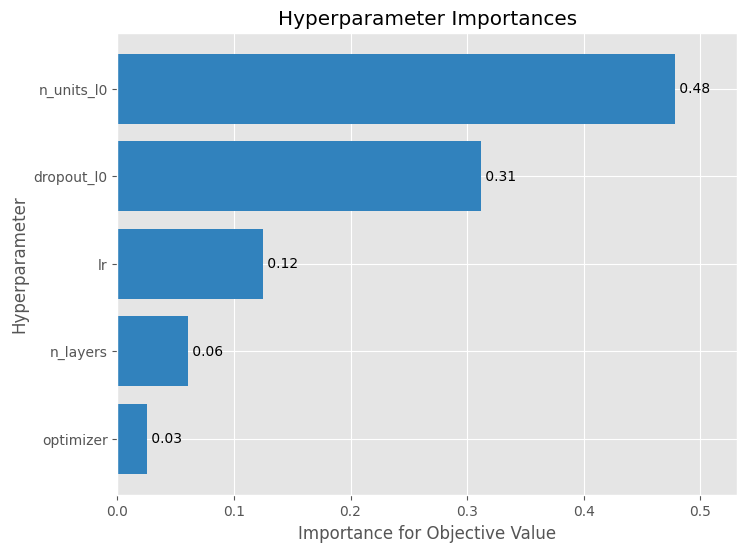 Hyperparameter Importances
Hyperparameter
n_units_l0
0.48
dropout_l0
0.31
lr
0.12
n_layers
0.06
optimizer
0.03
0.0 0.1 0.2 0.3 0.4 0.5
Importance for Objective Value